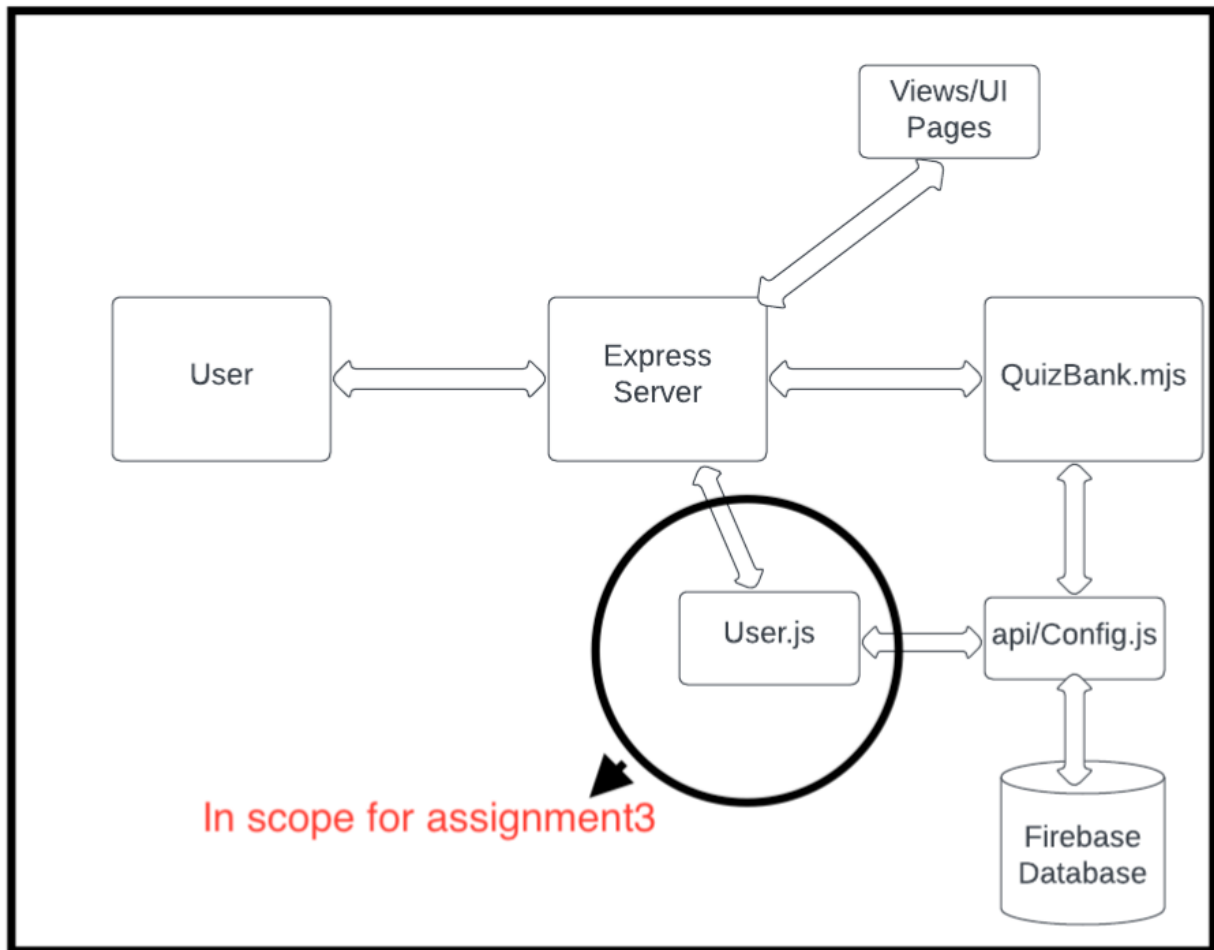 Views/UI
Pages
User
Express
Server
QuizBank.mjs
User.js
api/Config.js
In scope for assignment3
Firebase
Database